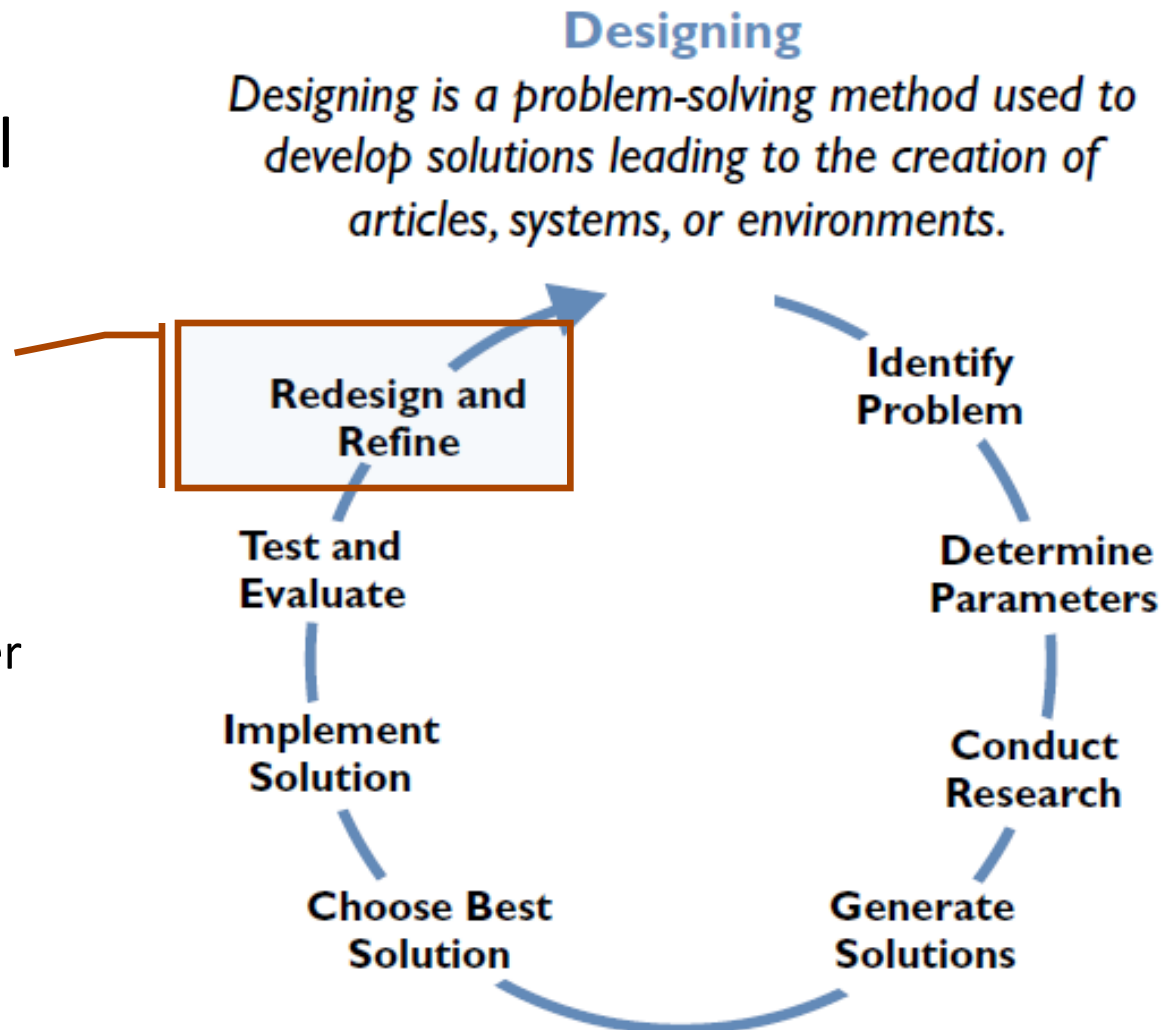 Designing
Designing is a problem-solving method used to
develop solutions leading to the creation of
articles, systems, or environments.
Identify
Problem
Determine
Parameters
Conduct
Research
Generate
Solutions
Choose Best
Solution
Implement
Solution
Test and
Evaluate
Redesign and
Refine